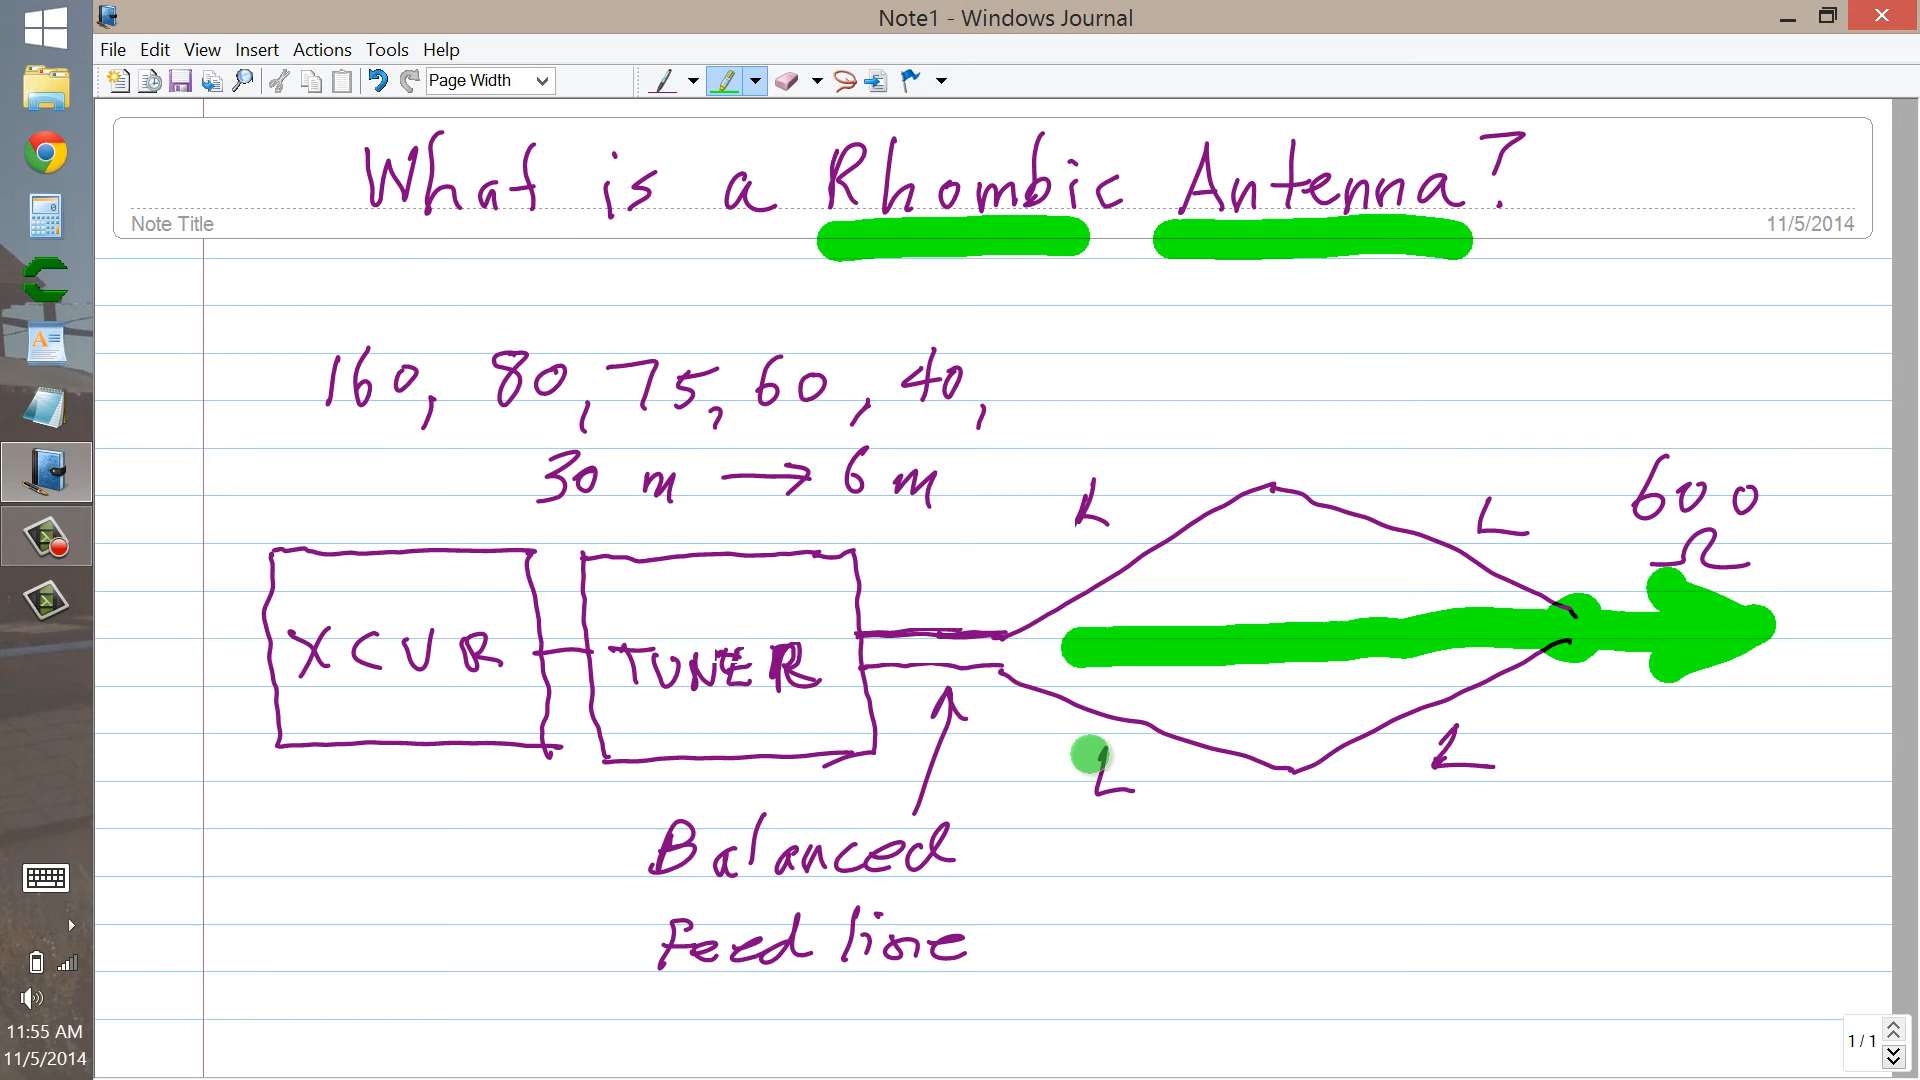 Note1 - Windows Journal
File Edit View Insert Actions Tools Help
Page Width
What is a Rhombic Antenna?
Note Title
11/5/2014
160, 80, 75, 60, 40,
30 m → 6 m
L
L
600
Ω
XCVR
TUNER
L
L
Balanced
Feed line
11:55 AM
11/5/2014
1 / 1